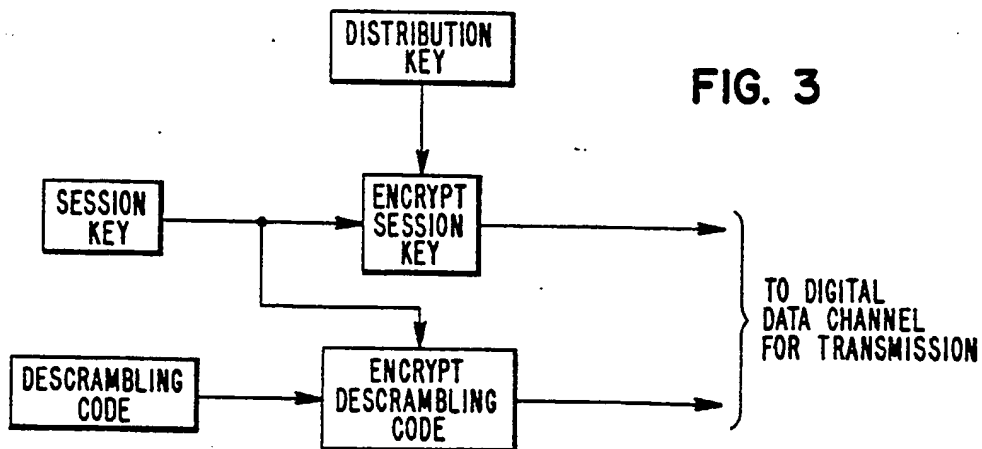 DISTRIBUTION
KEY
FIG. 3
SESSION
KEY
ENCRYPT
SESSION
KEY
TO DIGITAL
DATA CHANNEL
FOR TRANSMISSION
DESCRAMBLING
CODE
ENCRYPT
DESCRAMBLING
CODE